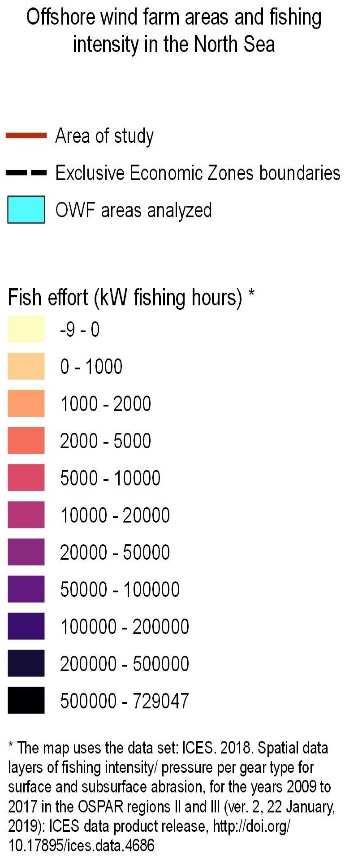 Offshore wind farm areas and fishing
intensity in the North Sea
Area of study
Exclusive Economic Zones boundaries
OWF areas analyzed
Fish effort (kW fishing hours) *
-9 - 0
0 - 1000
1000 - 2000
2000 - 5000
5000 - 10000
10000 - 20000
20000 - 50000
50000 - 100000
100000 - 200000
200000 - 500000
500000 - 729047
* The map uses the data set: ICES. 2018. Spatial data
layers of fishing intensity/ pressure per gear type for
surface and subsurface abrasion, for the years 2009 to
2017 in the OSPAR regions II and III (ver. 2, 22 January,
2019): ICES data product release, http://doi.org/
10.17895/ices.data.4686